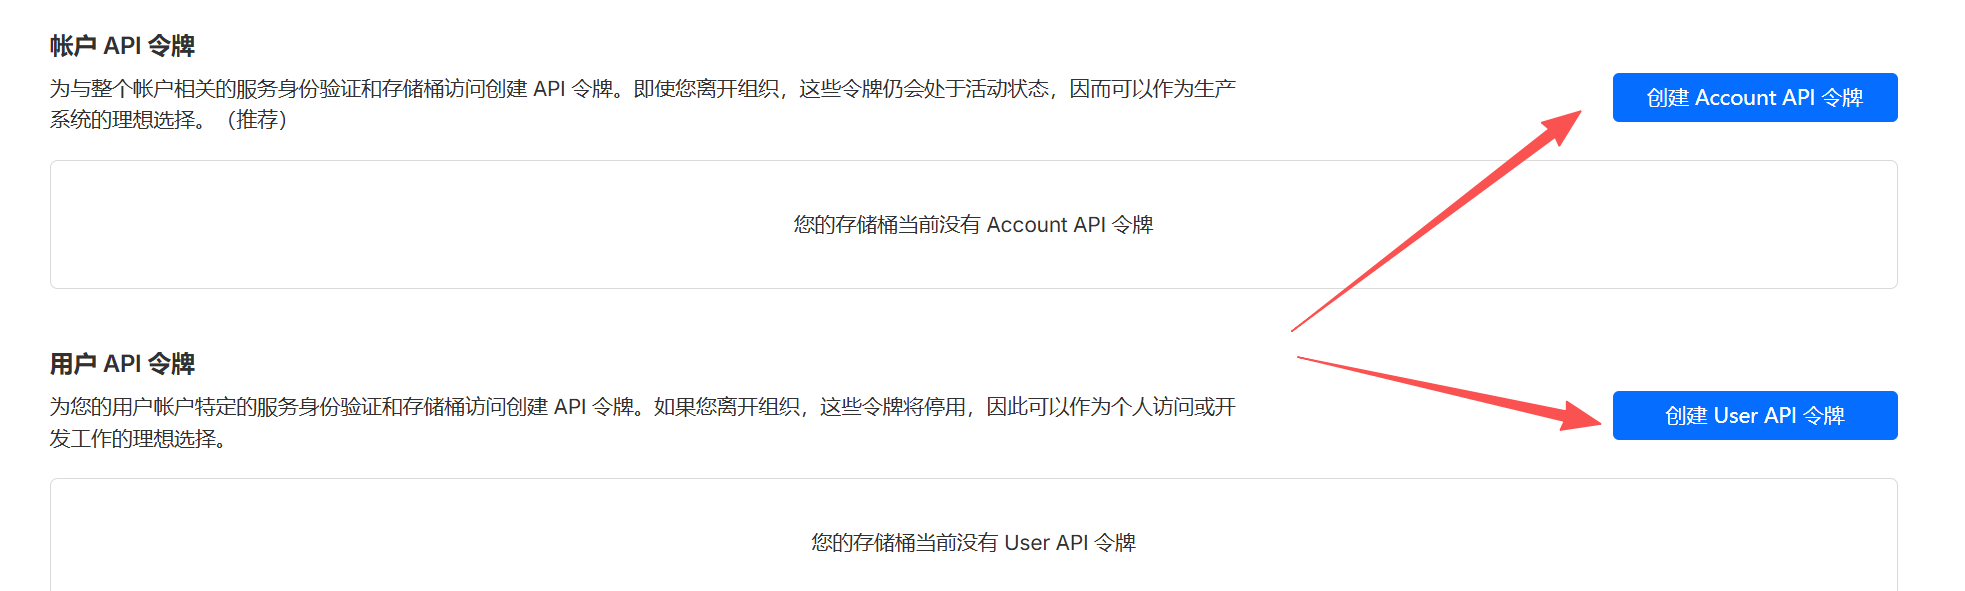 帐户 API 令牌
为与整个帐户相关的服务身份验证和存储桶访问创建 API 令牌。即使您离开组织，这些令牌仍会处于活动状态，因而可以作为生产
系统的理想选择。（推荐）
创建 Account API 令牌
您的存储桶当前没有 Account API 令牌
用户 API 令牌
为您的用户帐户特定的服务身份验证和存储桶访问创建 API 令牌。如果您离开组织，这些令牌将停用，因此可以作为个人访问或开
发工作的理想选择。
创建 User API 令牌
您的存储桶当前没有 User API 令牌